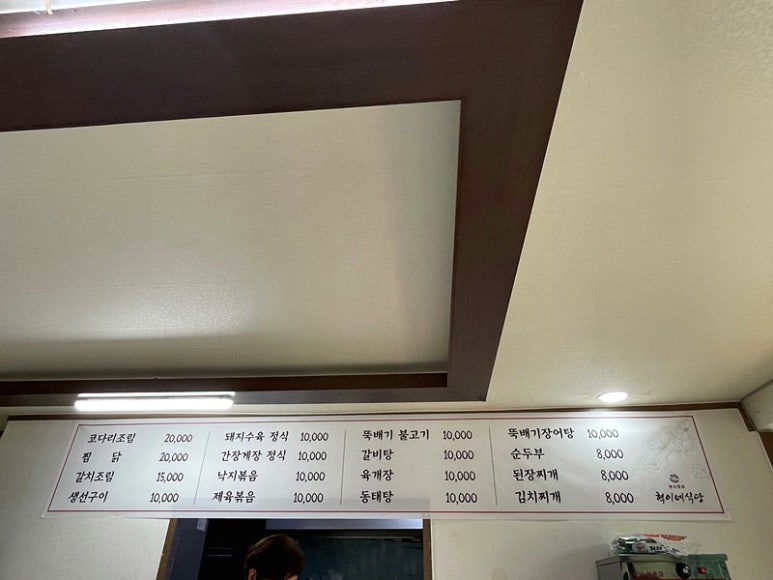 코다리조림 20,000
찜 닭 20,000
갈치조림 15,000
생선구이 10,000
돼지수육 정식 10,000
간장게장 정식 10,000
낙지볶음 10,000
제육볶음 10,000
뚝배기 불고기 10,000
갈비탕 10,000
육개장 10,000
동태탕 10,000
뚝배기장어탕 10,000
순두부 8,000
된장찌개 8,000
김치찌개 8,000
혁이네식당